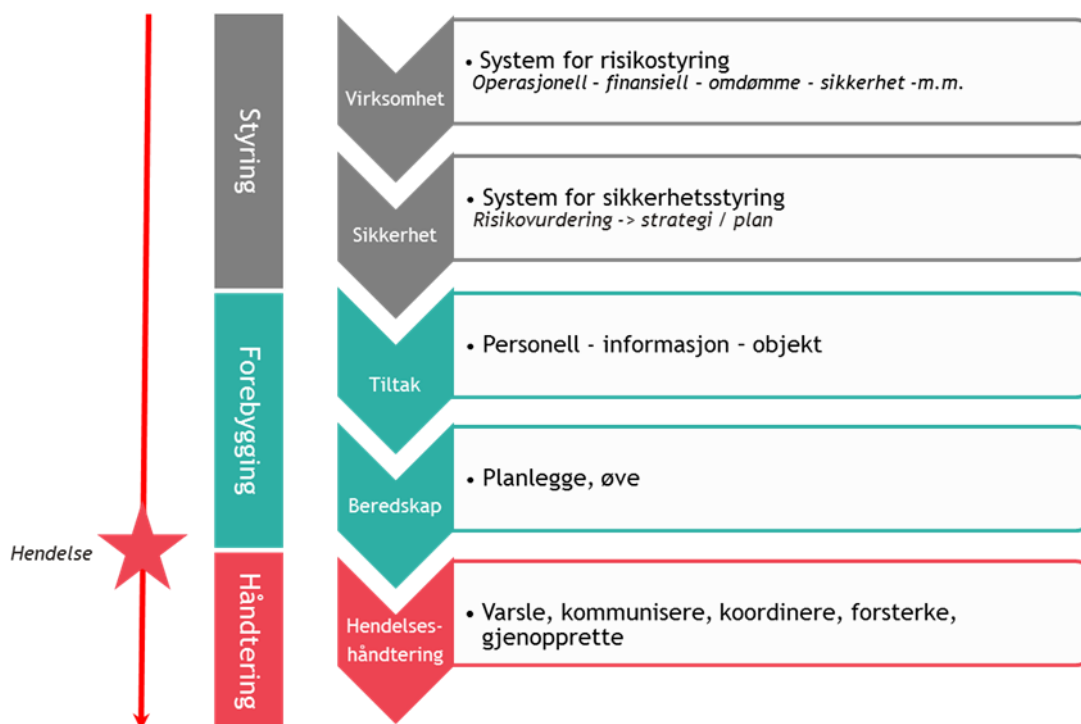 Styring
Virksomhet
• System for risikostyring
Operasjonell - finansiell - omdømme - sikkerhet -m.m.
Sikkerhet
• System for sikkerhetsstyring
Risikovurdering -> strategi / plan
Forebygging
Tiltak
• Personell - informasjon – objekt
Beredskap
• Planlegge, øve
Hendelse
Håndtering
Hendelses-
håndtering
• Varsle, kommunisere, koordinere, forsterke,
gjenopprette